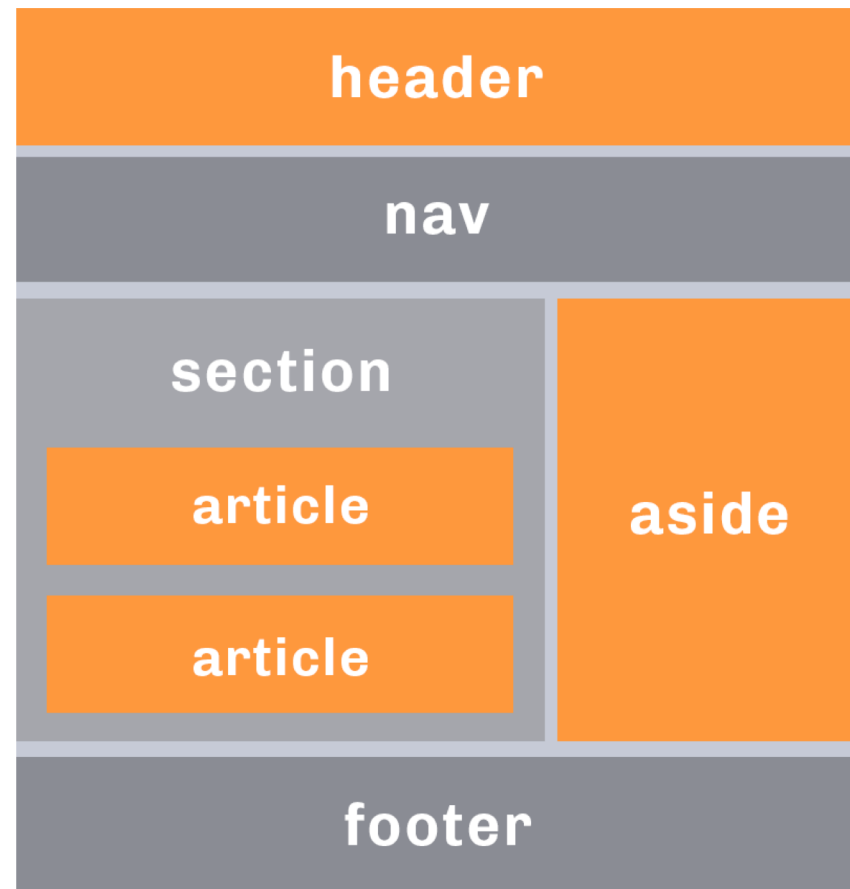 header
nav
section
article
article
aside
footer